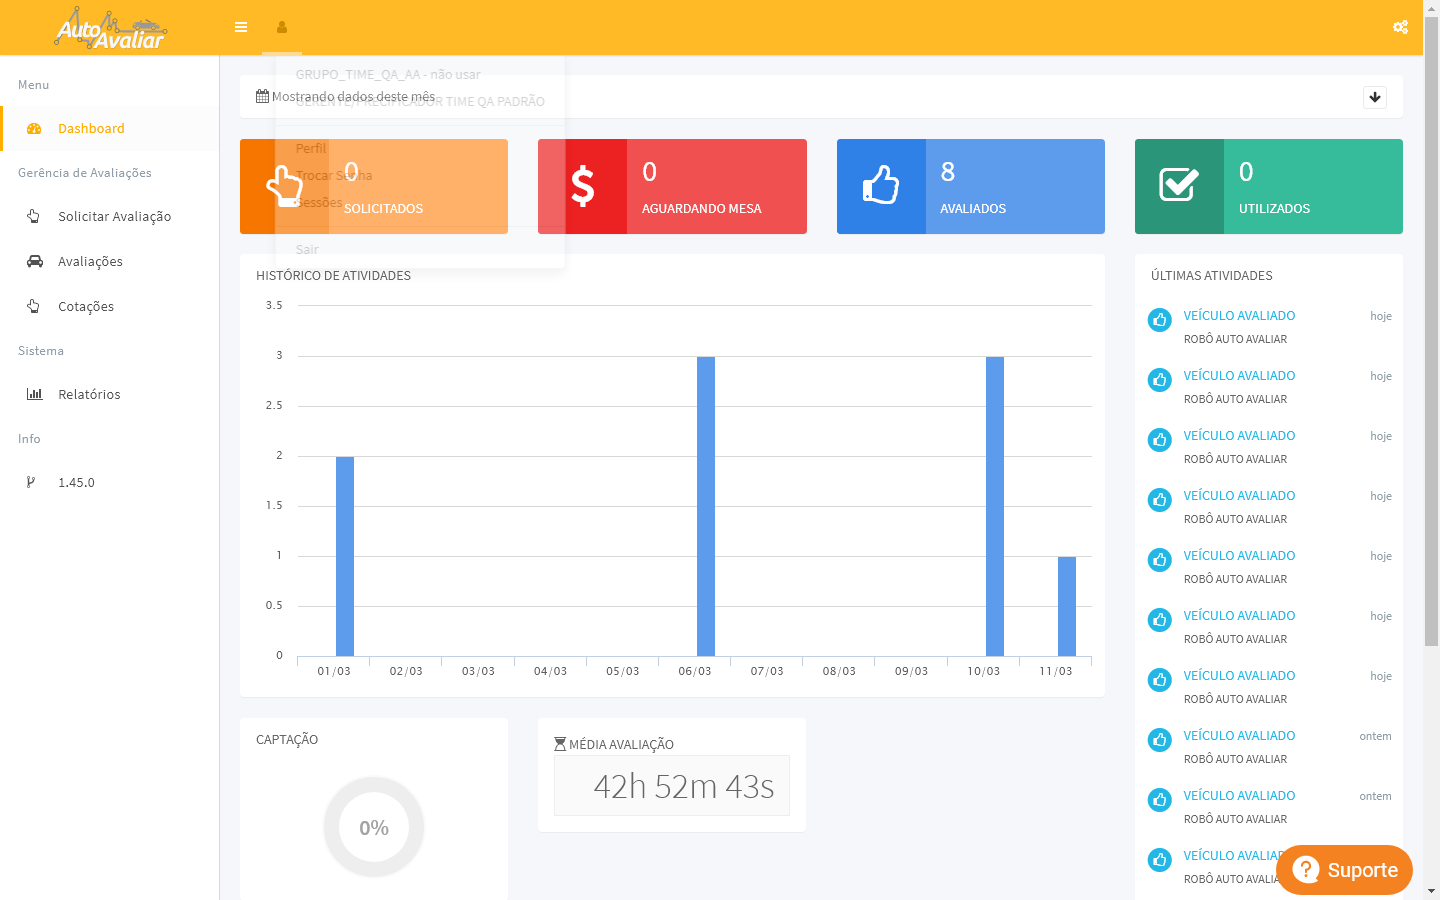 Auto Avaliar
Menu
Dashboard
Gerência de Avaliações
Solicitar Avaliação
Avaliações
Cotações
Sistema
Relatórios
Info
1.45.0
GRUPO_TIME_QA_AA - não usar
Mostrando dados deste mês
GERENTE/PRECIFICADOR TIME QA PADRÃO
Perfil
Trocar Senha
Sessões
Sair
0
SOLICITADOS
0
AGUARDANDO MESA
8
AVALIADOS
0
UTILIZADOS
HISTÓRICO DE ATIVIDADES
3.5
3
2.5
2
1.5
1
0.5
0
01/03 02/03 03/03 04/03 05/03 06/03 07/03 08/03 09/03 10/03 11/03
CAPTAÇÃO
0%
MÉDIA AVALIAÇÃO
42h 52m 43s
ÚLTIMAS ATIVIDADES
VEÍCULO AVALIADO hoje
ROBÔ AUTO AVALIAR
VEÍCULO AVALIADO hoje
ROBÔ AUTO AVALIAR
VEÍCULO AVALIADO hoje
ROBÔ AUTO AVALIAR
VEÍCULO AVALIADO hoje
ROBÔ AUTO AVALIAR
VEÍCULO AVALIADO hoje
ROBÔ AUTO AVALIAR
VEÍCULO AVALIADO hoje
ROBÔ AUTO AVALIAR
VEÍCULO AVALIADO hoje
ROBÔ AUTO AVALIAR
VEÍCULO AVALIADO ontem
ROBÔ AUTO AVALIAR
VEÍCULO AVALIADO ontem
ROBÔ AUTO AVALIAR
VEÍCULO AVALIA
ROBÔ AUTO AVALIA
Suporte